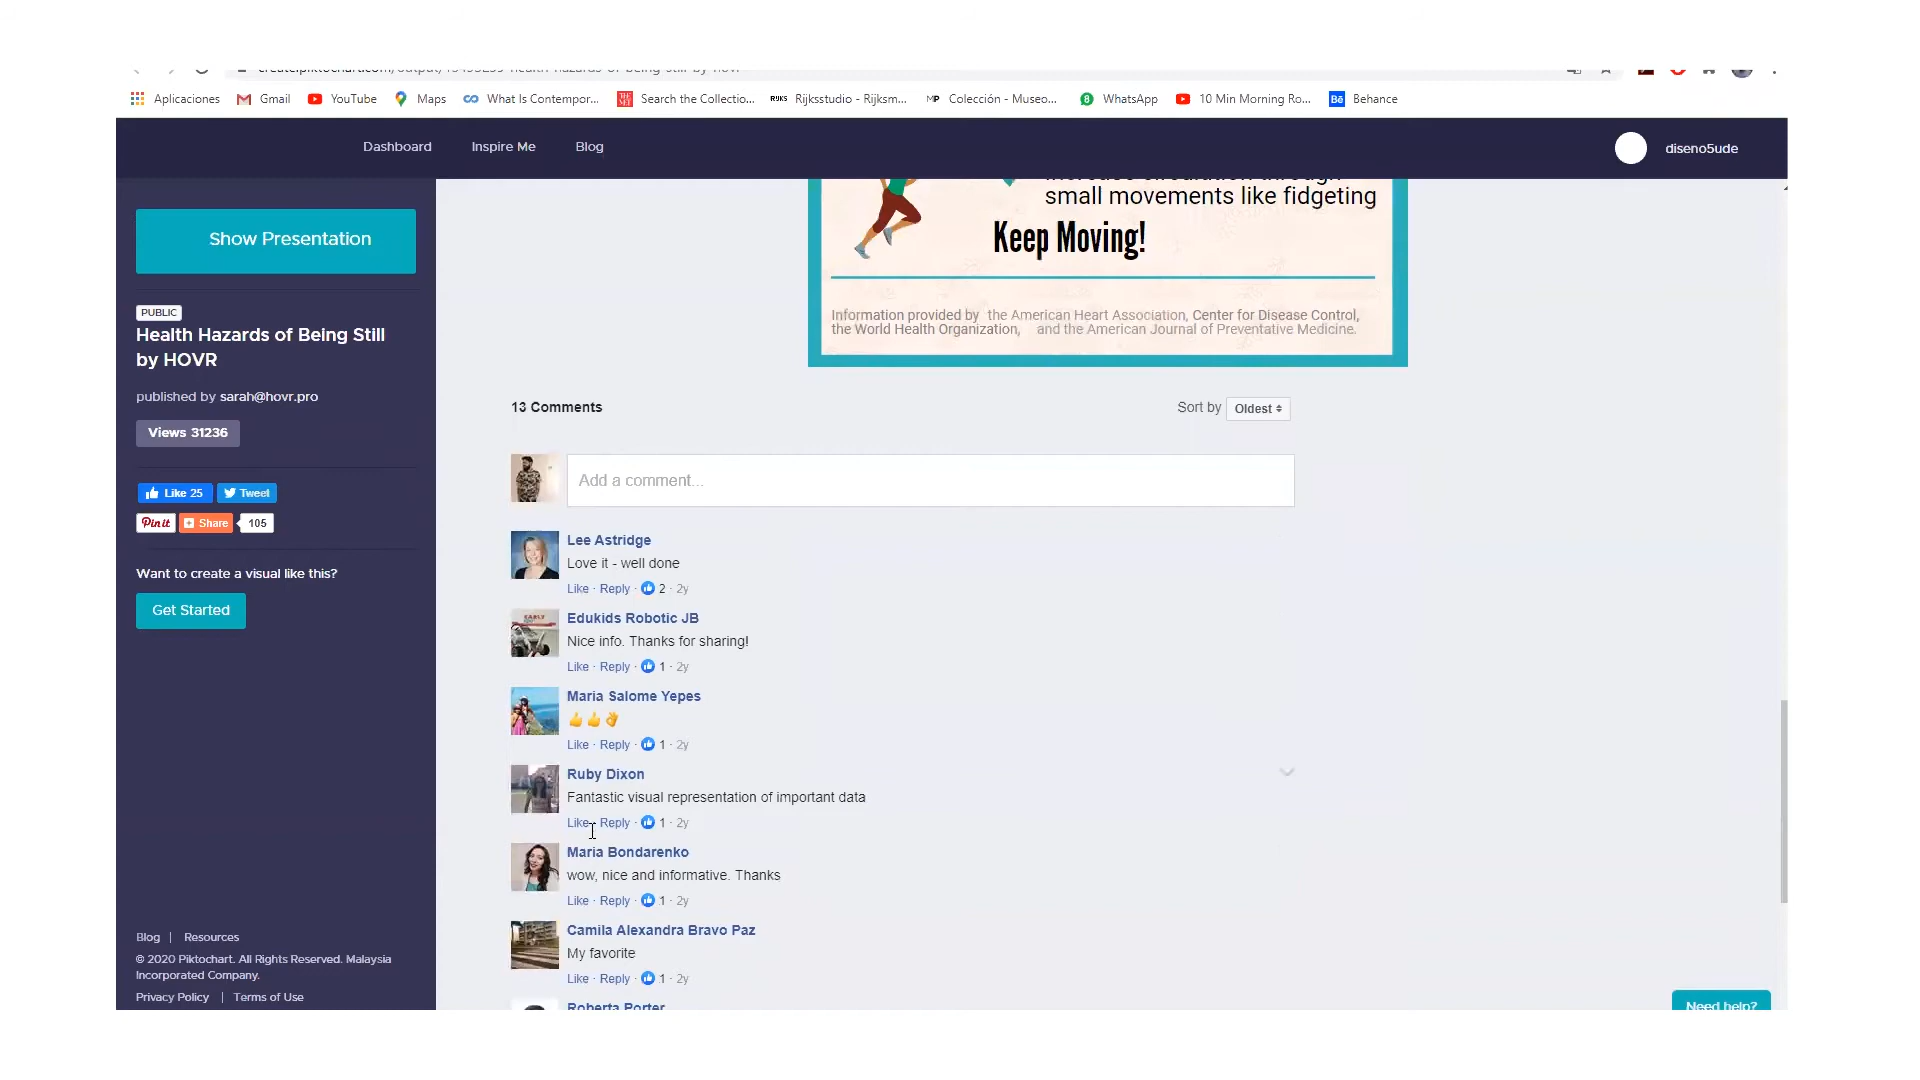 Aplicaciones Gmail YouTube Maps What Is Contempor... Search the Collectio... Rijksstudio - Rijksm... Colección - Museo... WhatsApp 10 Min Morning Ro... Behance
Dashboard Inspire Me Blog diseno5ude
Show Presentation
PUBLIC
Health Hazards of Being Still
by HOVR
published by sarah@hovr.pro
Views 31236
Like 25 Tweet
Pin it Share 105
Want to create a visual like this?
Get Started
Blog | Resources
© 2020 Piktochart. All Rights Reserved. Malaysia
Incorporated Company.
Privacy Policy | Terms of Use
increase circulation through
small movements like fidgeting
Keep Moving!
Information provided by the American Heart Association, Center for Disease Control,
the World Health Organization, and the American Journal of Preventative Medicine.
13 Comments
Sort by Oldest
Add a comment...
Lee Astridge
Love it - well done
Like · Reply · 2 · 2y
Edukids Robotic JB
Nice info. Thanks for sharing!
Like · Reply · 1 · 2y
Maria Salome Yepes
👍👍👌
Like · Reply · 1 · 2y
Ruby Dixon
Fantastic visual representation of important data
Like · Reply · 1 · 2y
Maria Bondarenko
wow, nice and informative. Thanks
Like · Reply · 1 · 2y
Camila Alexandra Bravo Paz
My favorite
Like · Reply · 1 · 2y
Roberta Porter
Need help?